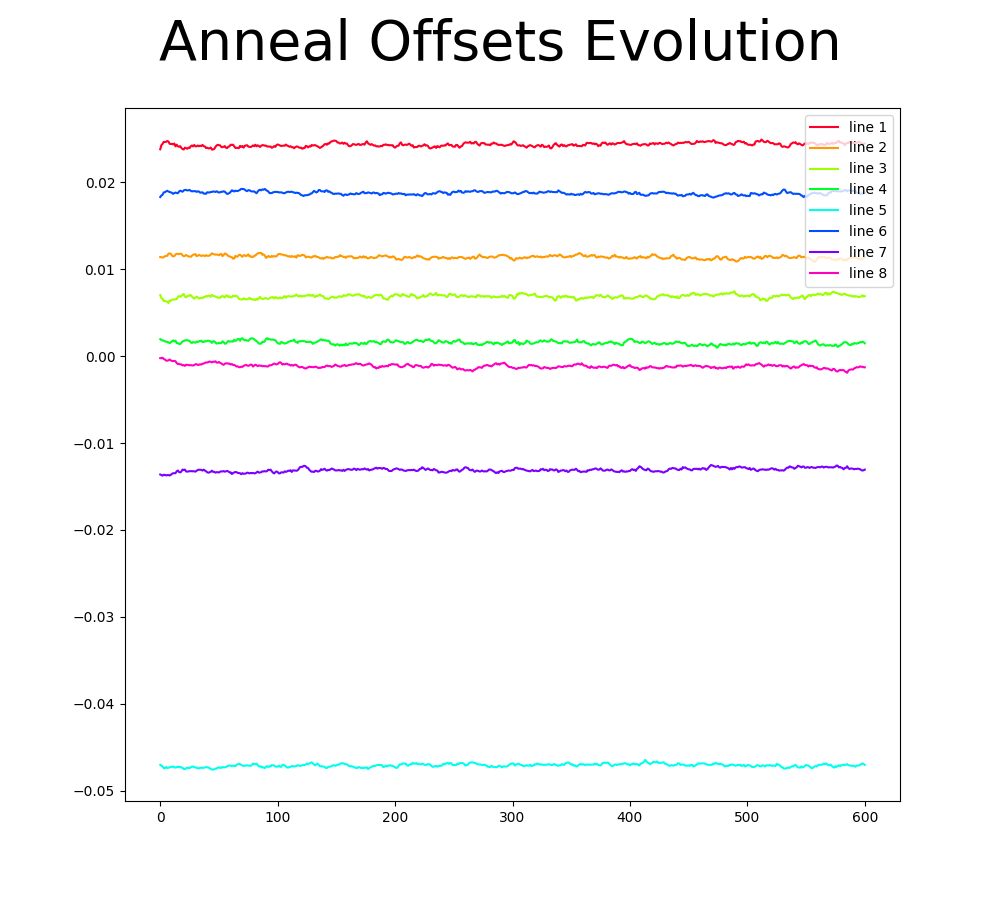 Anneal Offsets Evolution
line 1
line 2
line 3
line 4
line 5
line 6
line 7
line 8
0.02
0.01
0.00
−0.01
−0.02
−0.03
−0.04
−0.05
0 100 200 300 400 500 600